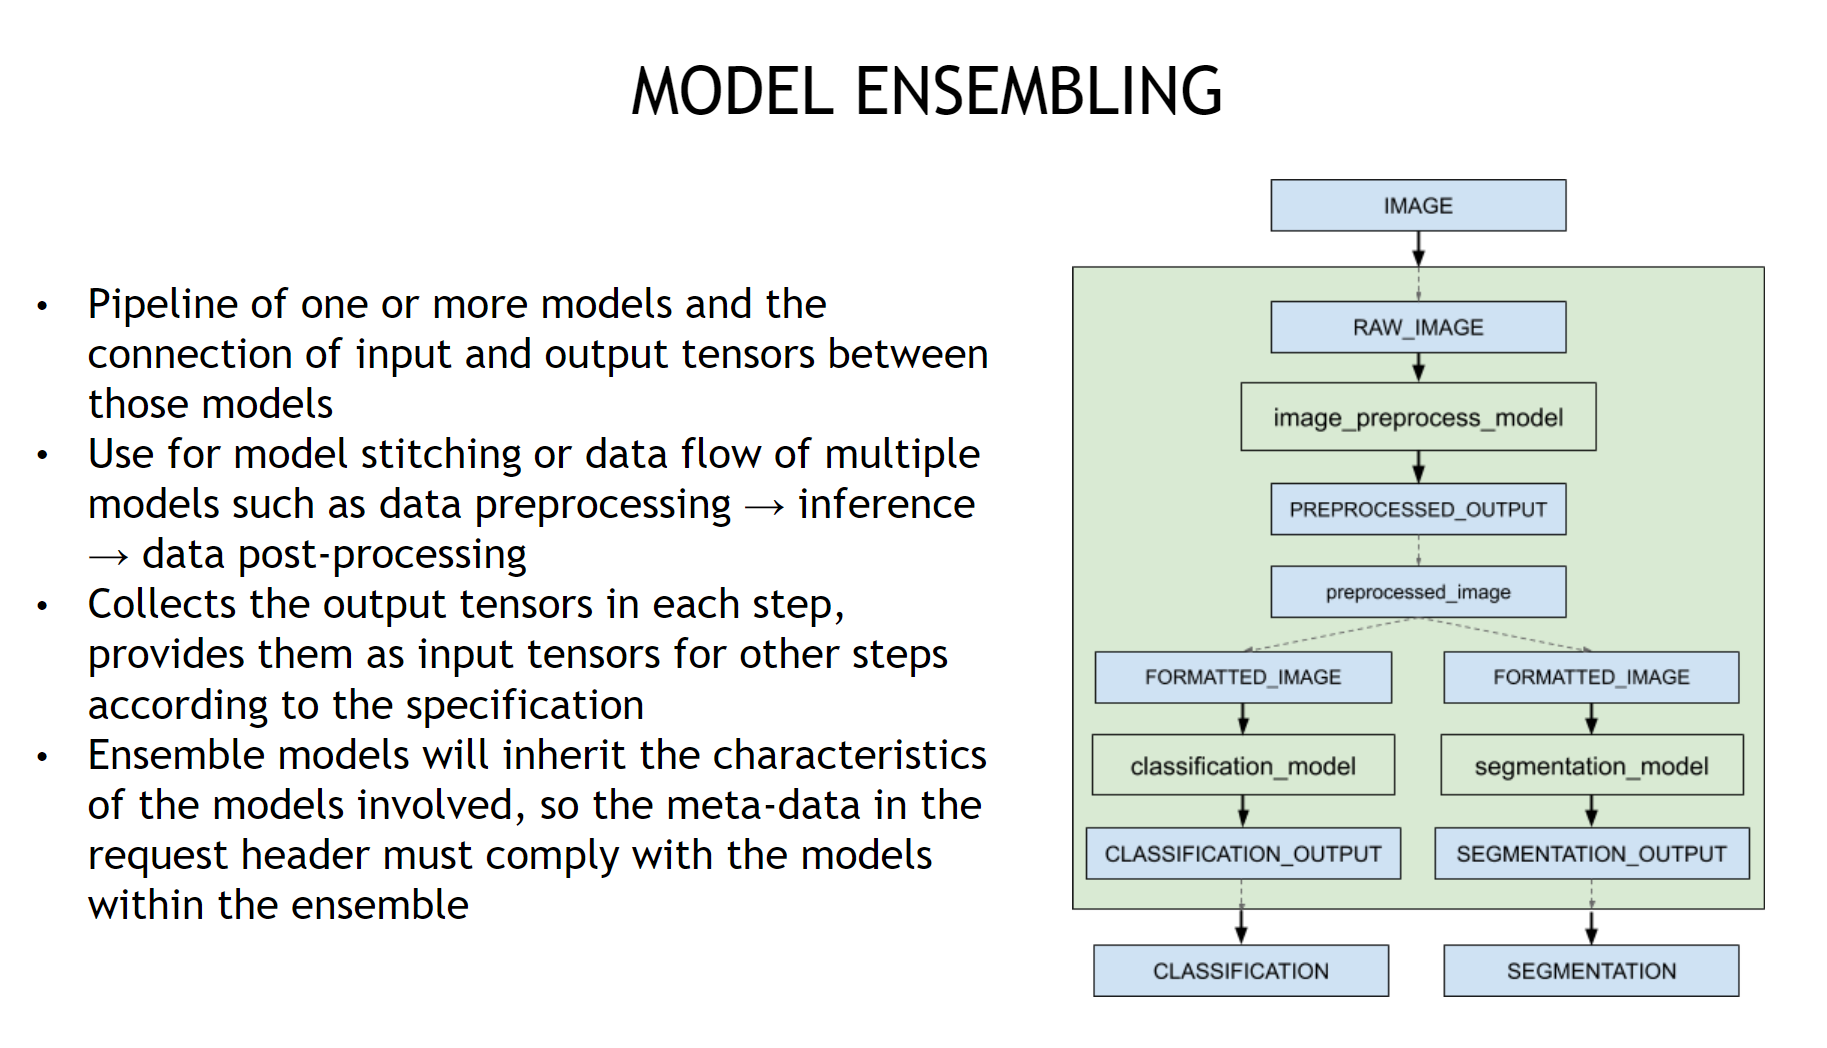 MODEL ENSEMBLING
• Pipeline of one or more models and the
connection of input and output tensors between
those models
• Use for model stitching or data flow of multiple
models such as data preprocessing → inference
→ data post-processing
• Collects the output tensors in each step,
provides them as input tensors for other steps
according to the specification
• Ensemble models will inherit the characteristics
of the models involved, so the meta-data in the
request header must comply with the models
within the ensemble
IMAGE
RAW_IMAGE
image_preprocess_model
PREPROCESSED_OUTPUT
preprocessed_image
FORMATTED_IMAGE
FORMATTED_IMAGE
classification_model
segmentation_model
CLASSIFICATION_OUTPUT
SEGMENTATION_OUTPUT
CLASSIFICATION
SEGMENTATION